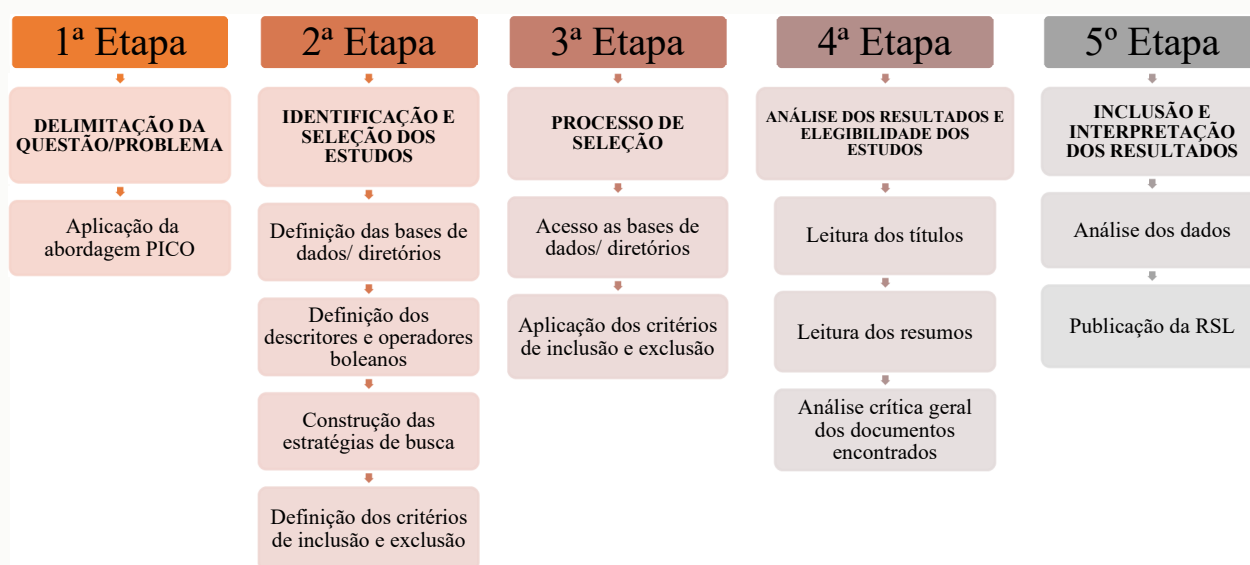 1ª Etapa
DELIMITAÇÃO DA
QUESTÃO/PROBLEMA
Aplicação da
abordagem PICO
2ª Etapa
IDENTIFICAÇÃO E
SELEÇÃO DOS
ESTUDOS
Definição das bases de
dados/ diretórios
Definição dos
descritores e operadores
boleanos
Construção das
estratégias de busca
Definição dos critérios
de inclusão e exclusão
3ª Etapa
PROCESSO DE
SELEÇÃO
Acesso as bases de
dados/ diretórios
Aplicação dos critérios
de inclusão e exclusão
4ª Etapa
ANÁLISE DOS RESULTADOS E
ELEGIBILIDADE DOS
ESTUDOS
Leitura dos títulos
Leitura dos resumos
Análise crítica geral
dos documentos
encontrados
5º Etapa
INCLUSÃO E
INTERPRETAÇÃO
DOS RESULTADOS
Análise dos dados
Publicação da RSL